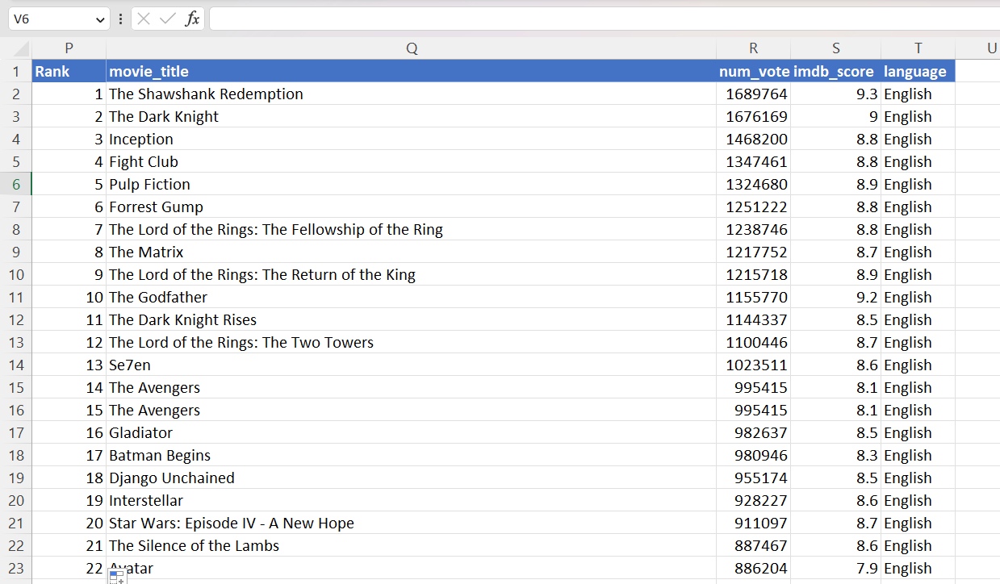 V6 fx
P Q R S T U
1 Rank movie_title num_vote imdb_score language
2 1 The Shawshank Redemption 1689764 9.3 English
3 2 The Dark Knight 1676169 9 English
4 3 Inception 1468200 8.8 English
5 4 Fight Club 1347461 8.8 English
6 5 Pulp Fiction 1324680 8.9 English
7 6 Forrest Gump 1251222 8.8 English
8 7 The Lord of the Rings: The Fellowship of the Ring 1238746 8.8 English
9 8 The Matrix 1217752 8.7 English
10 9 The Lord of the Rings: The Return of the King 1215718 8.9 English
11 10 The Godfather 1155770 9.2 English
12 11 The Dark Knight Rises 1144337 8.5 English
13 12 The Lord of the Rings: The Two Towers 1100446 8.7 English
14 13 Se7en 1023511 8.6 English
15 14 The Avengers 995415 8.1 English
16 15 The Avengers 995415 8.1 English
17 16 Gladiator 982637 8.5 English
18 17 Batman Begins 980946 8.3 English
19 18 Django Unchained 955174 8.5 English
20 19 Interstellar 928227 8.6 English
21 20 Star Wars: Episode IV - A New Hope 911097 8.7 English
22 21 The Silence of the Lambs 887467 8.6 English
23 22 Avatar 886204 7.9 English